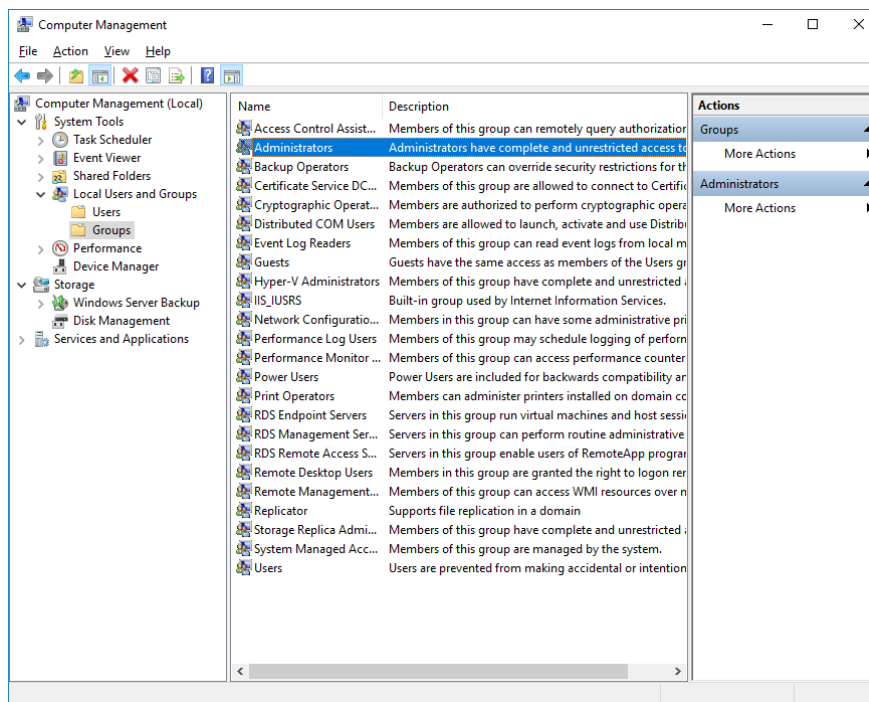 Computer Management
File Action View Help
Computer Management (Local)
System Tools
Task Scheduler
Event Viewer
Shared Folders
Local Users and Groups
Users
Groups
Performance
Device Manager
Storage
Windows Server Backup
Disk Management
Services and Applications
Name Description
Access Control Assist... Members of this group can remotely query authorization
Administrators Administrators have complete and unrestricted access to
Backup Operators Backup Operators can override security restrictions for th
Certificate Service DC... Members of this group are allowed to connect to Certific
Cryptographic Operat... Members are authorized to perform cryptographic opera
Distributed COM Users Members are allowed to launch, activate and use Distribu
Event Log Readers Members of this group can read event logs from local m
Guests Guests have the same access as members of the Users gr
Hyper-V Administrators Members of this group have complete and unrestricted a
IIS_IUSRS Built-in group used by Internet Information Services.
Network Configuratio... Members in this group can have some administrative pri
Performance Log Users Members of this group may schedule logging of perform
Performance Monitor ... Members of this group can access performance counter
Power Users Power Users are included for backwards compatibility an
Print Operators Members can administer printers installed on domain co
RDS Endpoint Servers Servers in this group run virtual machines and host sessi
RDS Management Ser... Servers in this group can perform routine administrative
RDS Remote Access S... Servers in this group enable users of RemoteApp program
Remote Desktop Users Members in this group are granted the right to logon rem
Remote Management... Members of this group can access WMI resources over m
Replicator Supports file replication in a domain
Storage Replica Admi... Members of this group have complete and unrestricted a
System Managed Acc... Members of this group are managed by the system.
Users Users are prevented from making accidental or intention
Actions
Groups
More Actions
Administrators
More Actions